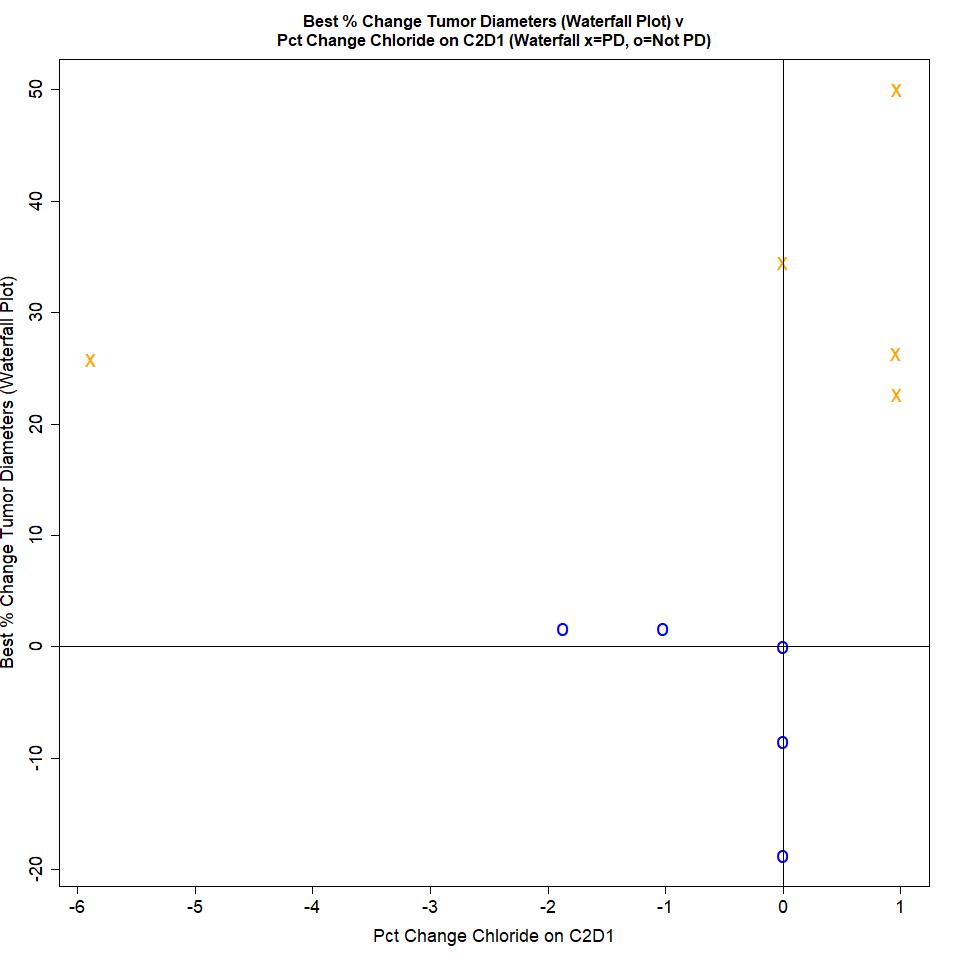 Best % Change Tumor Diameters (Waterfall Plot) v
Pct Change Chloride on C2D1 (Waterfall x=PD, o=Not PD)
Best % Change Tumor Diameters (Waterfall Plot)
50
40
30
20
10
0
-10
-20
X
X
X
X
X
O
O
O
O
O
-6
-5
-4
-3
-2
-1
0
1
Pct Change Chloride on C2D1